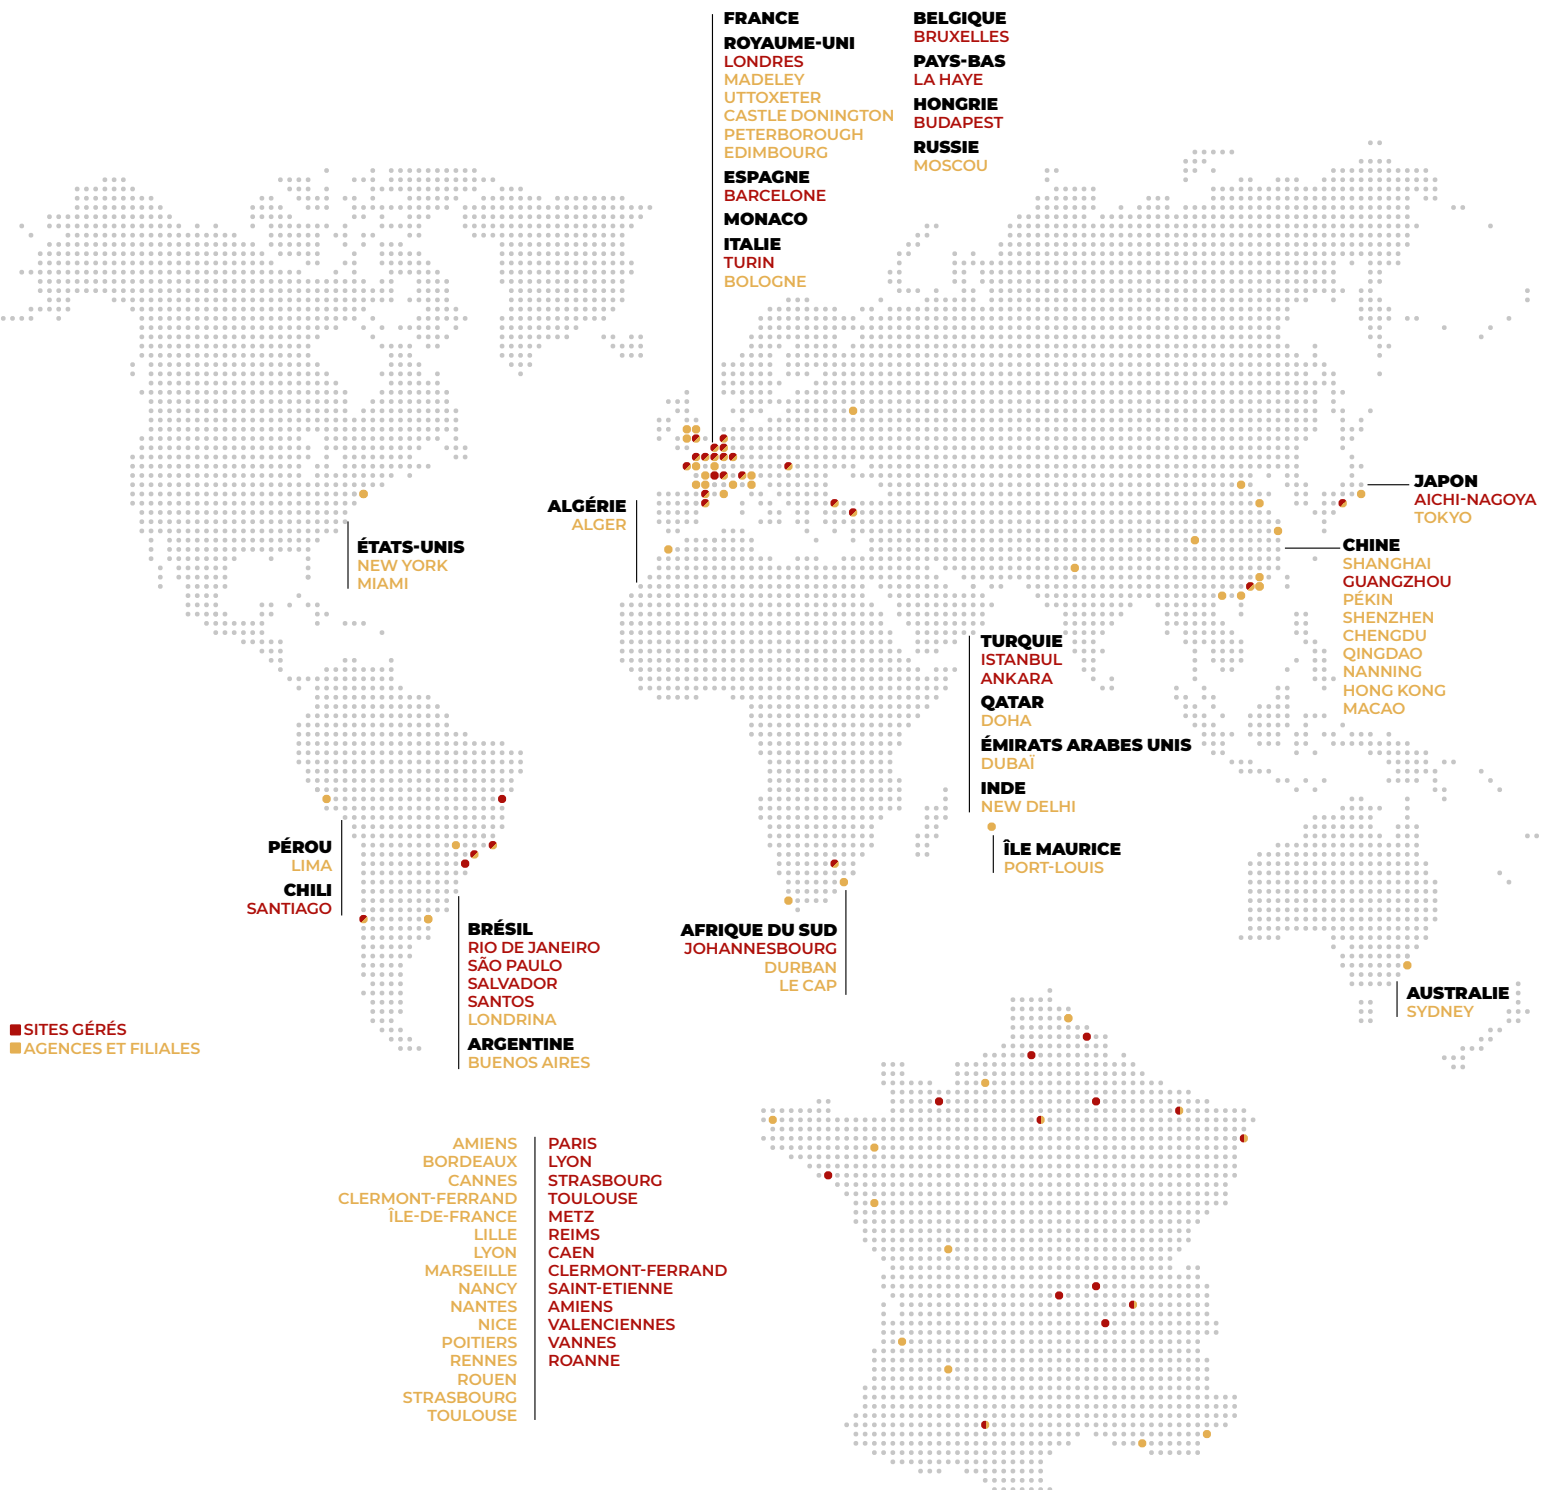 FRANCE
ROYAUME-UNI
LONDRES
MADELEY
UTTOXETER
CASTLE DONINGTON
PETERBOROUGH
EDIMBOURG
ESPAGNE
BARCELONE
MONACO
ITALIE
TURIN
BOLOGNE
BELGIQUE
BRUXELLES
PAYS-BAS
LA HAYE
HONGRIE
BUDAPEST
RUSSIE
MOSCOU
JAPON
AICHI-NAGOYA
TOKYO
CHINE
SHANGHAI
GUANGZHOU
PÉKIN
SHENZHEN
CHENGDU
QINGDAO
NANNING
HONG KONG
MACAO
ALGÉRIE
ALGER
ÉTATS-UNIS
NEW YORK
MIAMI
TURQUIE
ISTANBUL
ANKARA
QATAR
DOHA
ÉMIRATS ARABES UNIS
DUBAÏ
INDE
NEW DELHI
ÎLE MAURICE
PORT-LOUIS
PÉROU
LIMA
CHILI
SANTIAGO
BRÉSIL
RIO DE JANEIRO
SÃO PAULO
SALVADOR
SANTOS
LONDRINA
ARGENTINE
BUENOS AIRES
AFRIQUE DU SUD
JOHANNESBOURG
DURBAN
LE CAP
AUSTRALIE
SYDNEY
SITES GÉRÉS
AGENCES ET FILIALES
AMIENS
BORDEAUX
CANNES
CLERMONT-FERRAND
ÎLE-DE-FRANCE
LILLE
LYON
MARSEILLE
NANCY
NANTES
NICE
POITIERS
RENNES
ROUEN
STRASBOURG
TOULOUSE
PARIS
LYON
STRASBOURG
TOULOUSE
METZ
REIMS
CAEN
CLERMONT-FERRAND
SAINT-ETIENNE
AMIENS
VALENCIENNES
VANNES
ROANNE